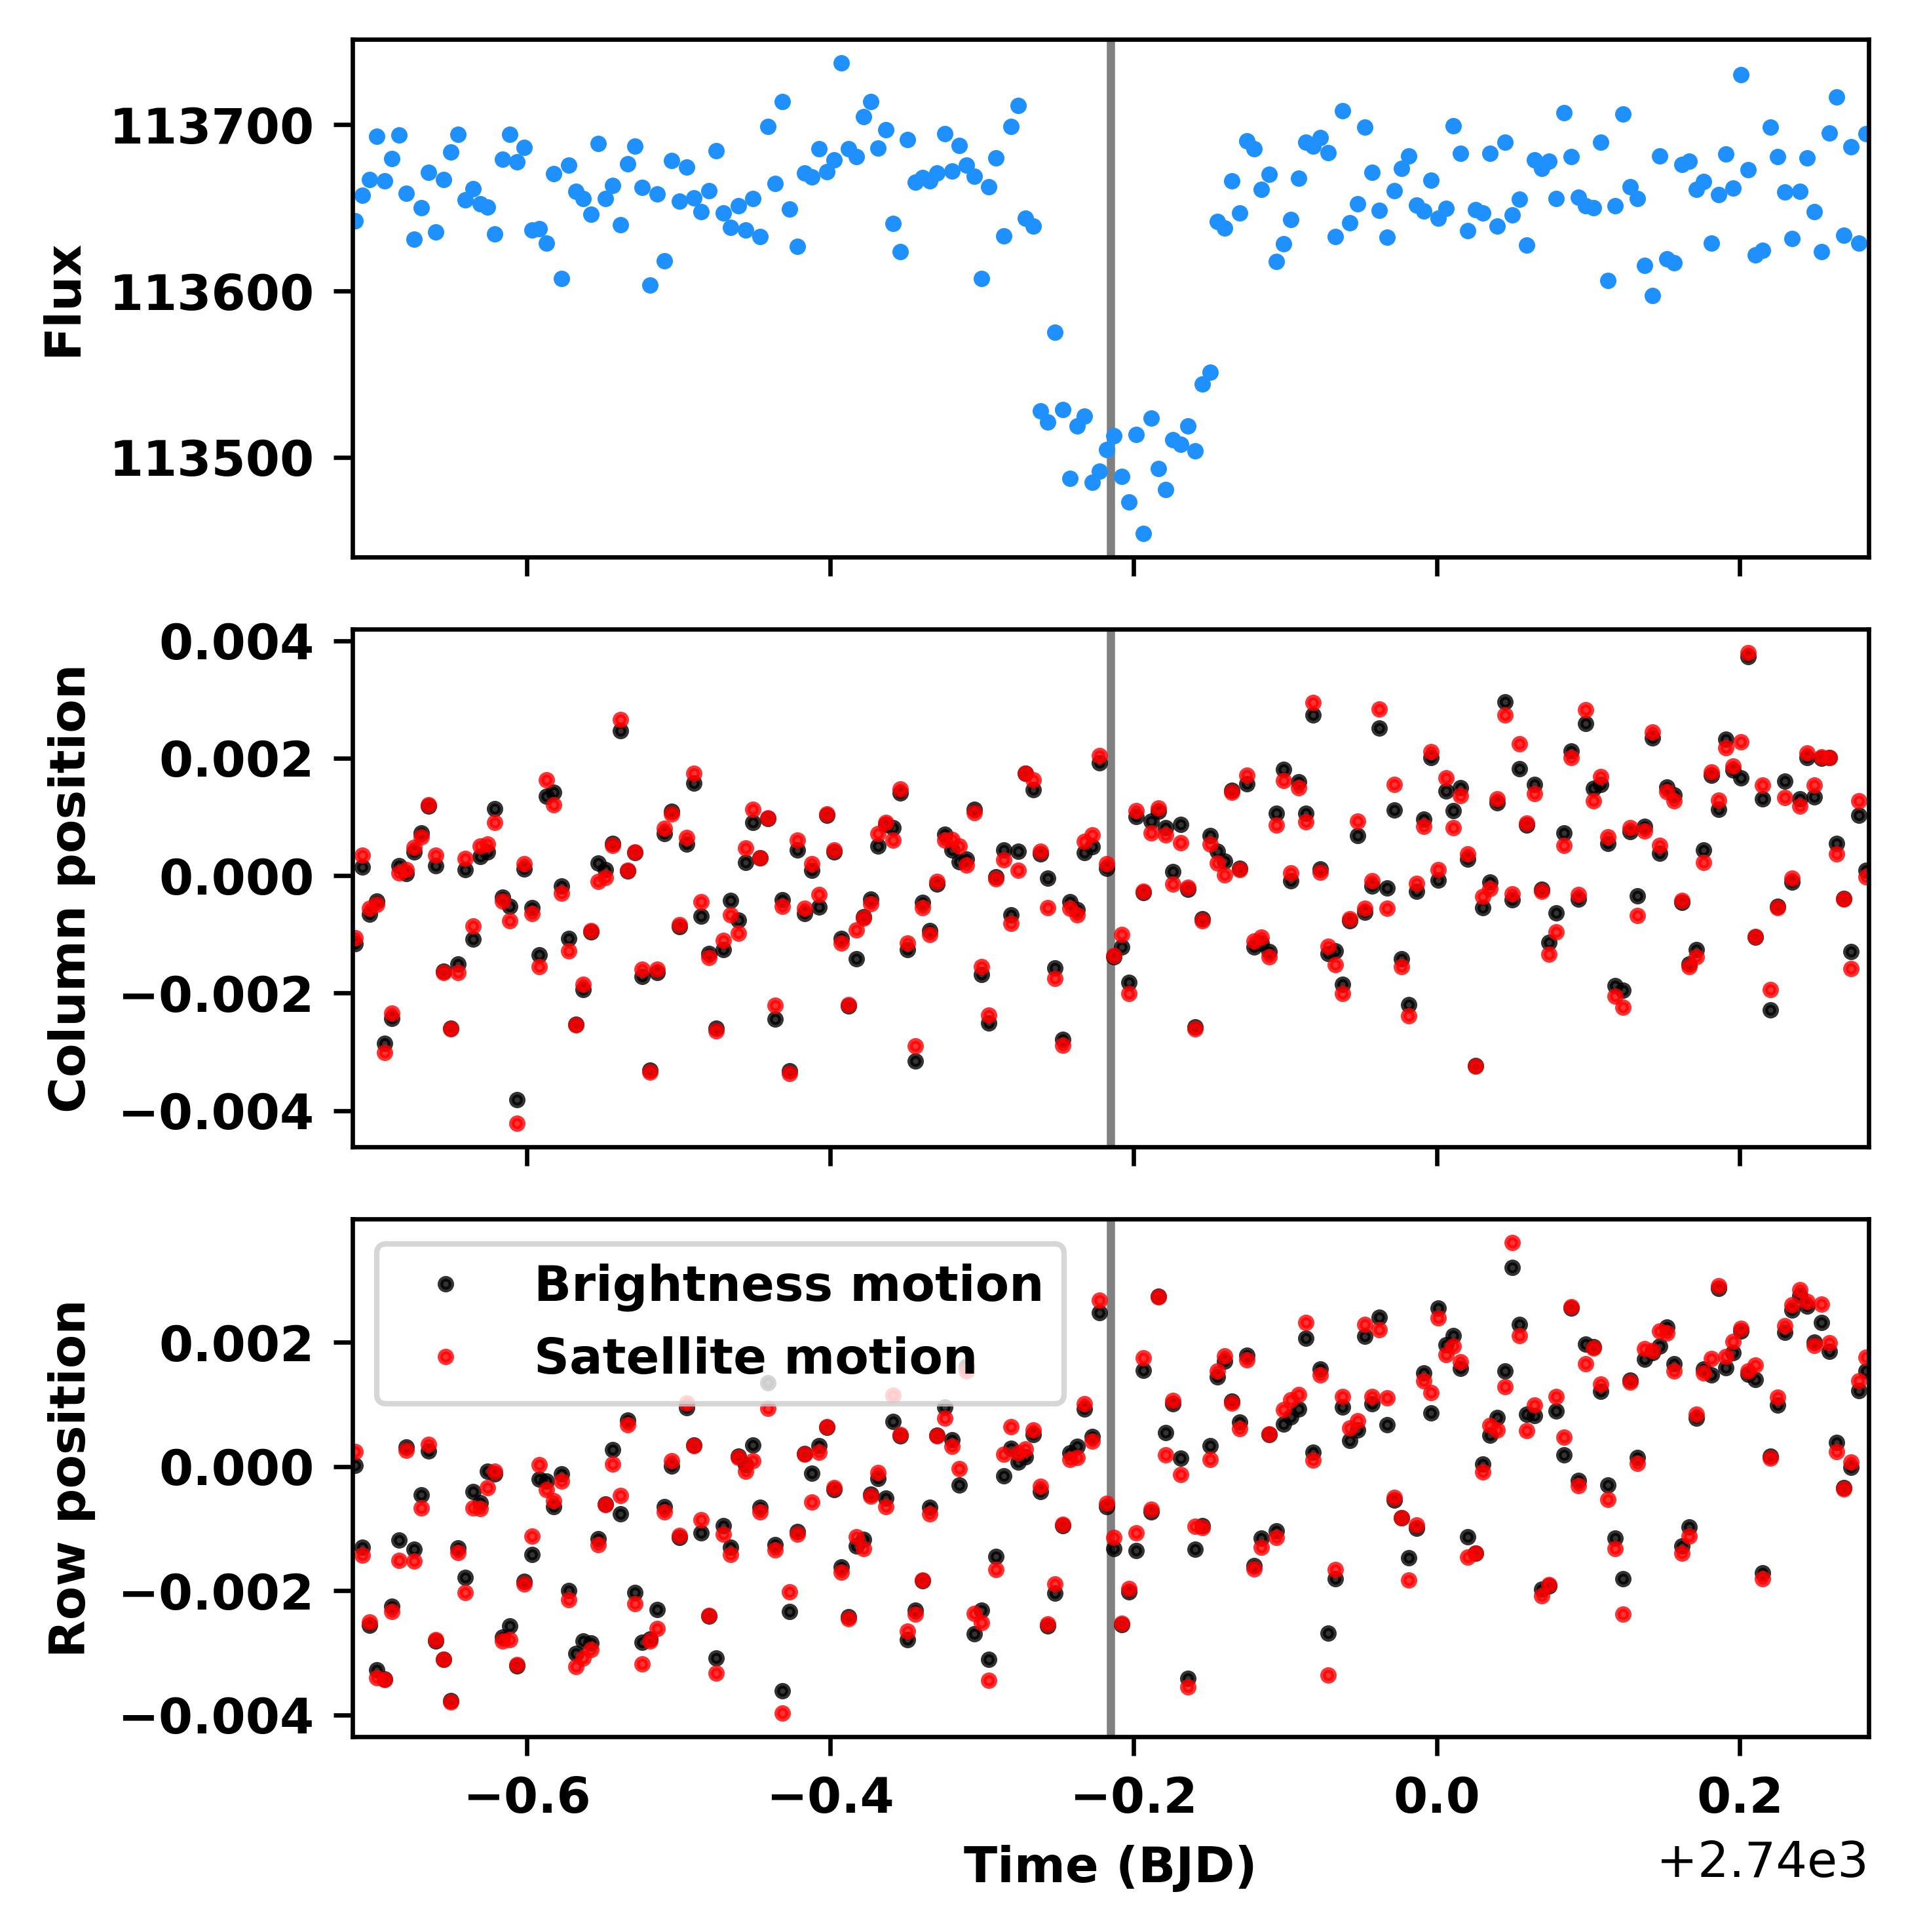 Flux
113700
113600
113500
Column position
0.004
0.002
0.000
−0.002
−0.004
Row position
0.002
0.000
−0.002
−0.004
Brightness motion
Satellite motion
−0.6
−0.4
−0.2
0.0
0.2
Time (BJD)
+2.74e3